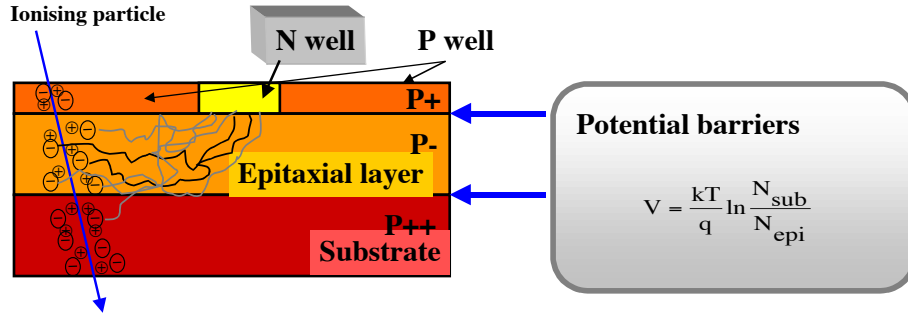 Ionising particle
N well
P well
P+
P-
Epitaxial layer
P++
Substrate
Potential barriers
V = kT/q ln N_sub/N_epi